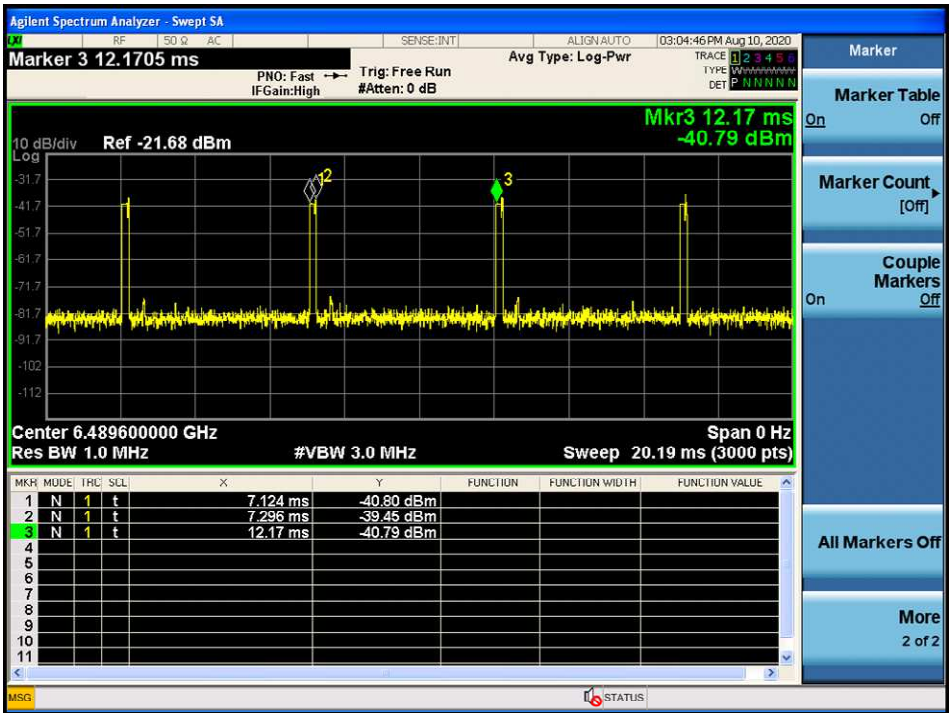 Agilent Spectrum Analyzer - Swept SA
LXI RF 50 Ω AC SENSE:INT ALIGN AUTO 03:04:46 PM Aug 10, 2020
Marker 3 12.1705 ms
PNO: Fast Trig: Free Run Avg Type: Log-Pwr TRACE 1 2 3 4 5 6
TYPE WWWWWWW
IFGain:High #Atten: 0 dB DET P N N N N N
Mkr3 12.17 ms
10 dB/div Ref -21.68 dBm -40.79 dBm
Log
-31.7
-41.7
-51.7
-61.7
-71.7
-81.7
-91.7
-102
-112
1 2 3
Center 6.489600000 GHz Span 0 Hz
Res BW 1.0 MHz #VBW 3.0 MHz Sweep 20.19 ms (3000 pts)
MKR MODE TRC SCL X Y FUNCTION FUNCTION WIDTH FUNCTION VALUE
1 N 1 t 7.124 ms -40.80 dBm
2 N 1 t 7.296 ms -39.45 dBm
3 N 1 t 12.17 ms -40.79 dBm
4
5
6
7
8
9
10
11
MSG STATUS
Marker
Marker Table
On Off
Marker Count
[Off]
Couple
Markers
On Off
All Markers Off
More
2 of 2